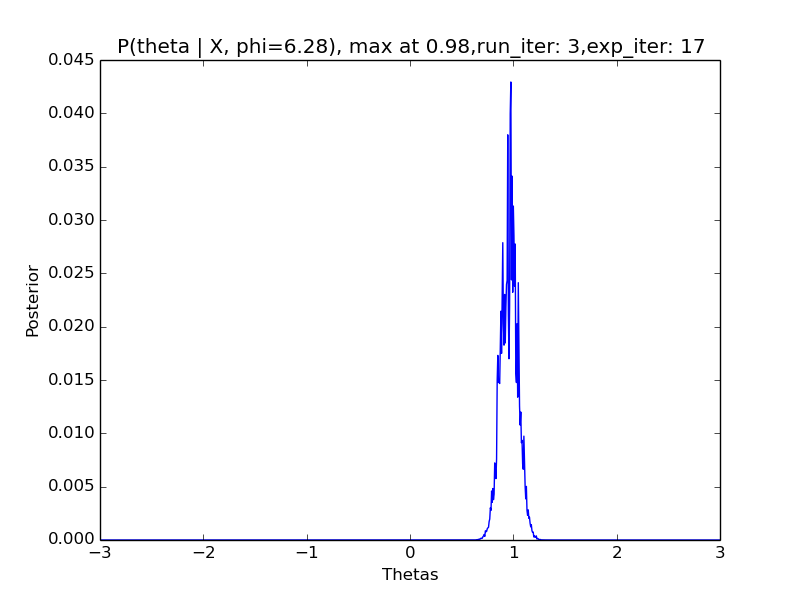 P(theta | X, phi=6.28), max at 0.98,run_iter: 3,exp_iter: 17
0.045
0.040
0.035
0.030
0.025
0.020
0.015
0.010
0.005
0.000
Posterior
−3 −2 −1 0 1 2 3
Thetas